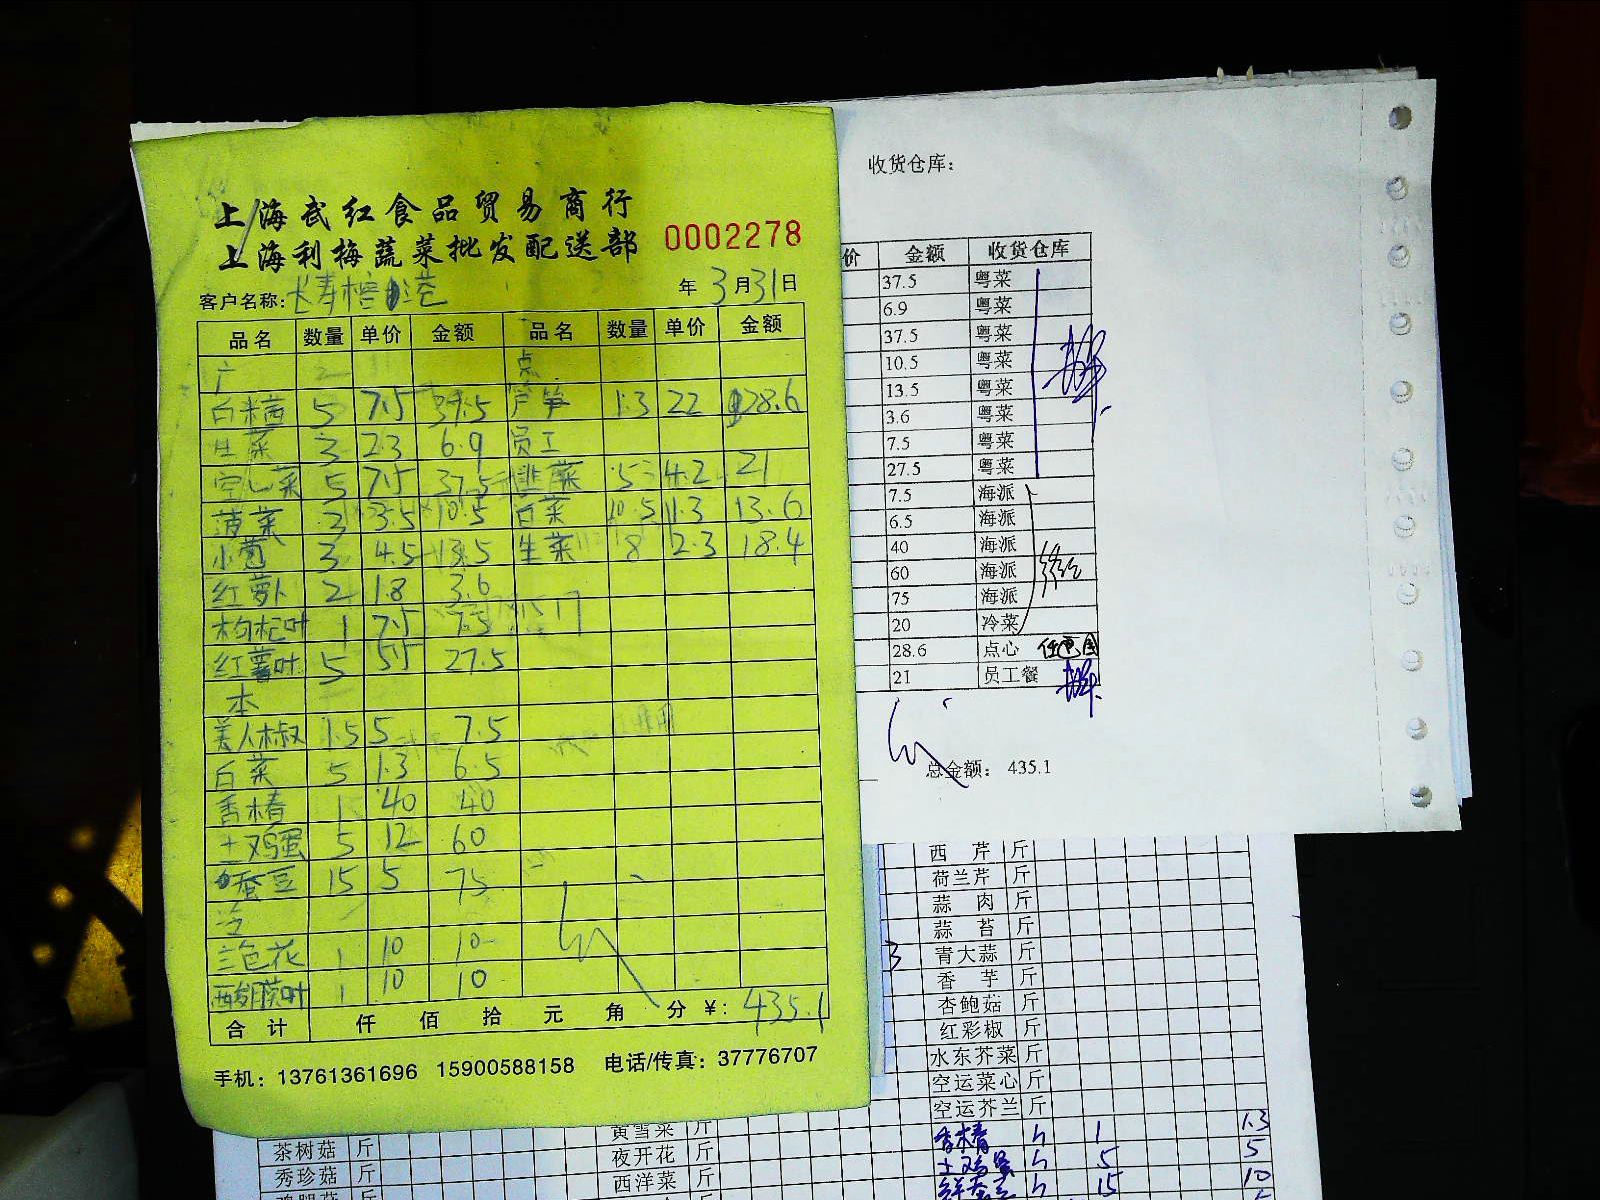 上海武红食品贸易商行
上海利梅蔬菜批发配送部
0002278
客户名称: 年 3 月 31 日
品名 数量 单价 金额 品名 数量 单价 金额
广 点
5 7.5 37.5 芦笋 1.3 22 28.6
生菜 3 2.3 6.9 员工
空心菜 5 7.5 37.5 韭菜 5 4.2 21
菠菜 3 3.5 10.5 白菜 10.5 1.3 13.6
小葱 3 4.5 13.5 生菜 8 2.3 18.4
红萝卜 2 1.8 3.6
枸杞叶 1 7.5 7.5
红薯叶 5 5.5 27.5
本
美人椒 1.5 5 7.5
白菜 5 1.3 6.5
香椿 1 40 40
土鸡蛋 5 12 60
蚕豆 15 5 75
冷
兰色花 1 10 10
1 10 10
合计 仟 佰 拾 元 角 分 ¥: 435.1
手机: 13761361696 15900588158 电话/传真: 37776707
收货仓库:
价 金额 收货仓库
37.5 粤菜
6.9 粤菜
37.5 粤菜
10.5 粤菜
13.5 粤菜
3.6 粤菜
7.5 粤菜
27.5 粤菜
7.5 海派
6.5 海派
40 海派
60 海派
75 海派
20 冷菜
28.6 点心
21 员工餐
总金额: 435.1
西芹 斤
荷兰芹 斤
蒜肉 斤
蒜苔 斤
3 青大蒜 斤
香芋 斤
杏鲍菇 斤
红彩椒 斤
水东芥菜 斤
空运菜心 斤
空运芥兰 斤
茶树菇 斤 黄雪菜 斤 香椿 1 1.3
秀珍菇 斤 夜开花 斤 土鸡蛋 5 5
西洋菜 斤 15 10